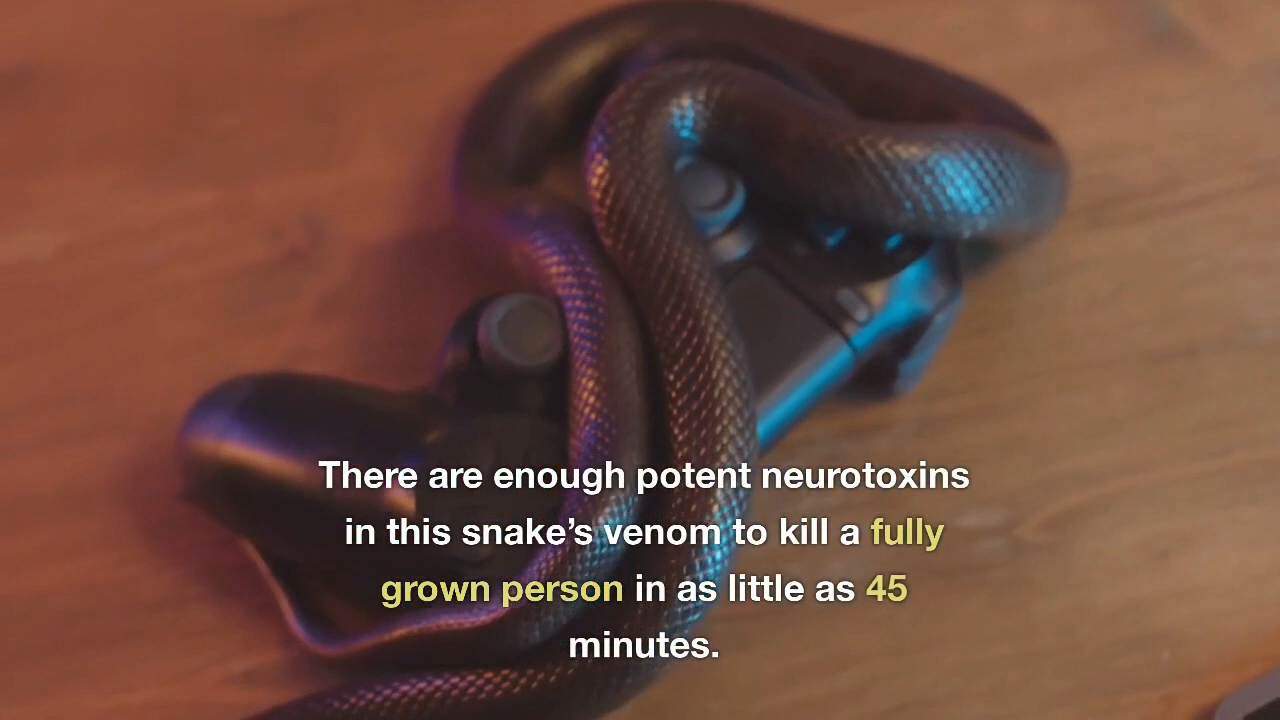 There are enough potent neurotoxins
in this snake’s venom to kill a fully
grown person in as little as 45
minutes.